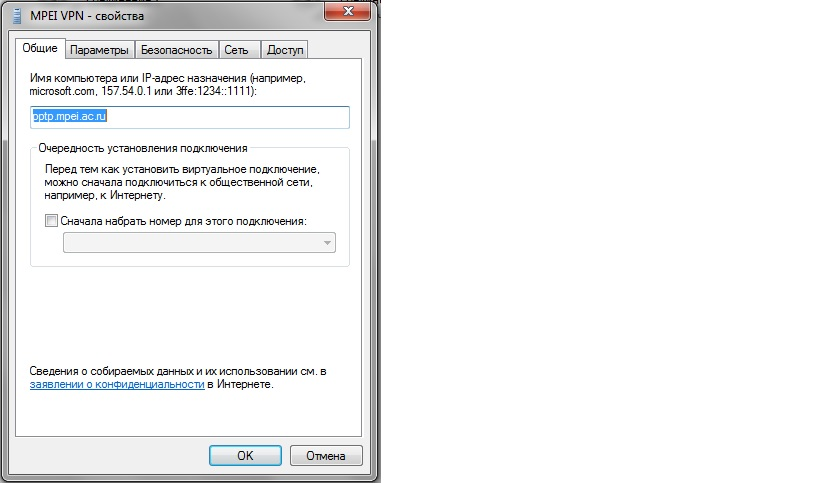 MPEI VPN - свойства
Общие Параметры Безопасность Сеть Доступ
Имя компьютера или IP-адрес назначения (например,
microsoft.com, 157.54.0.1 или 3ffe:1234::1111):
pptp.mpei.ac.ru
Очередность установления подключения
Перед тем как установить виртуальное подключение,
можно сначала подключиться к общественной сети,
например, к Интернету.
Сначала набрать номер для этого подключения:
Сведения о собираемых данных и их использовании см. в
заявлении о конфиденциальности в Интернете.
OK Отмена